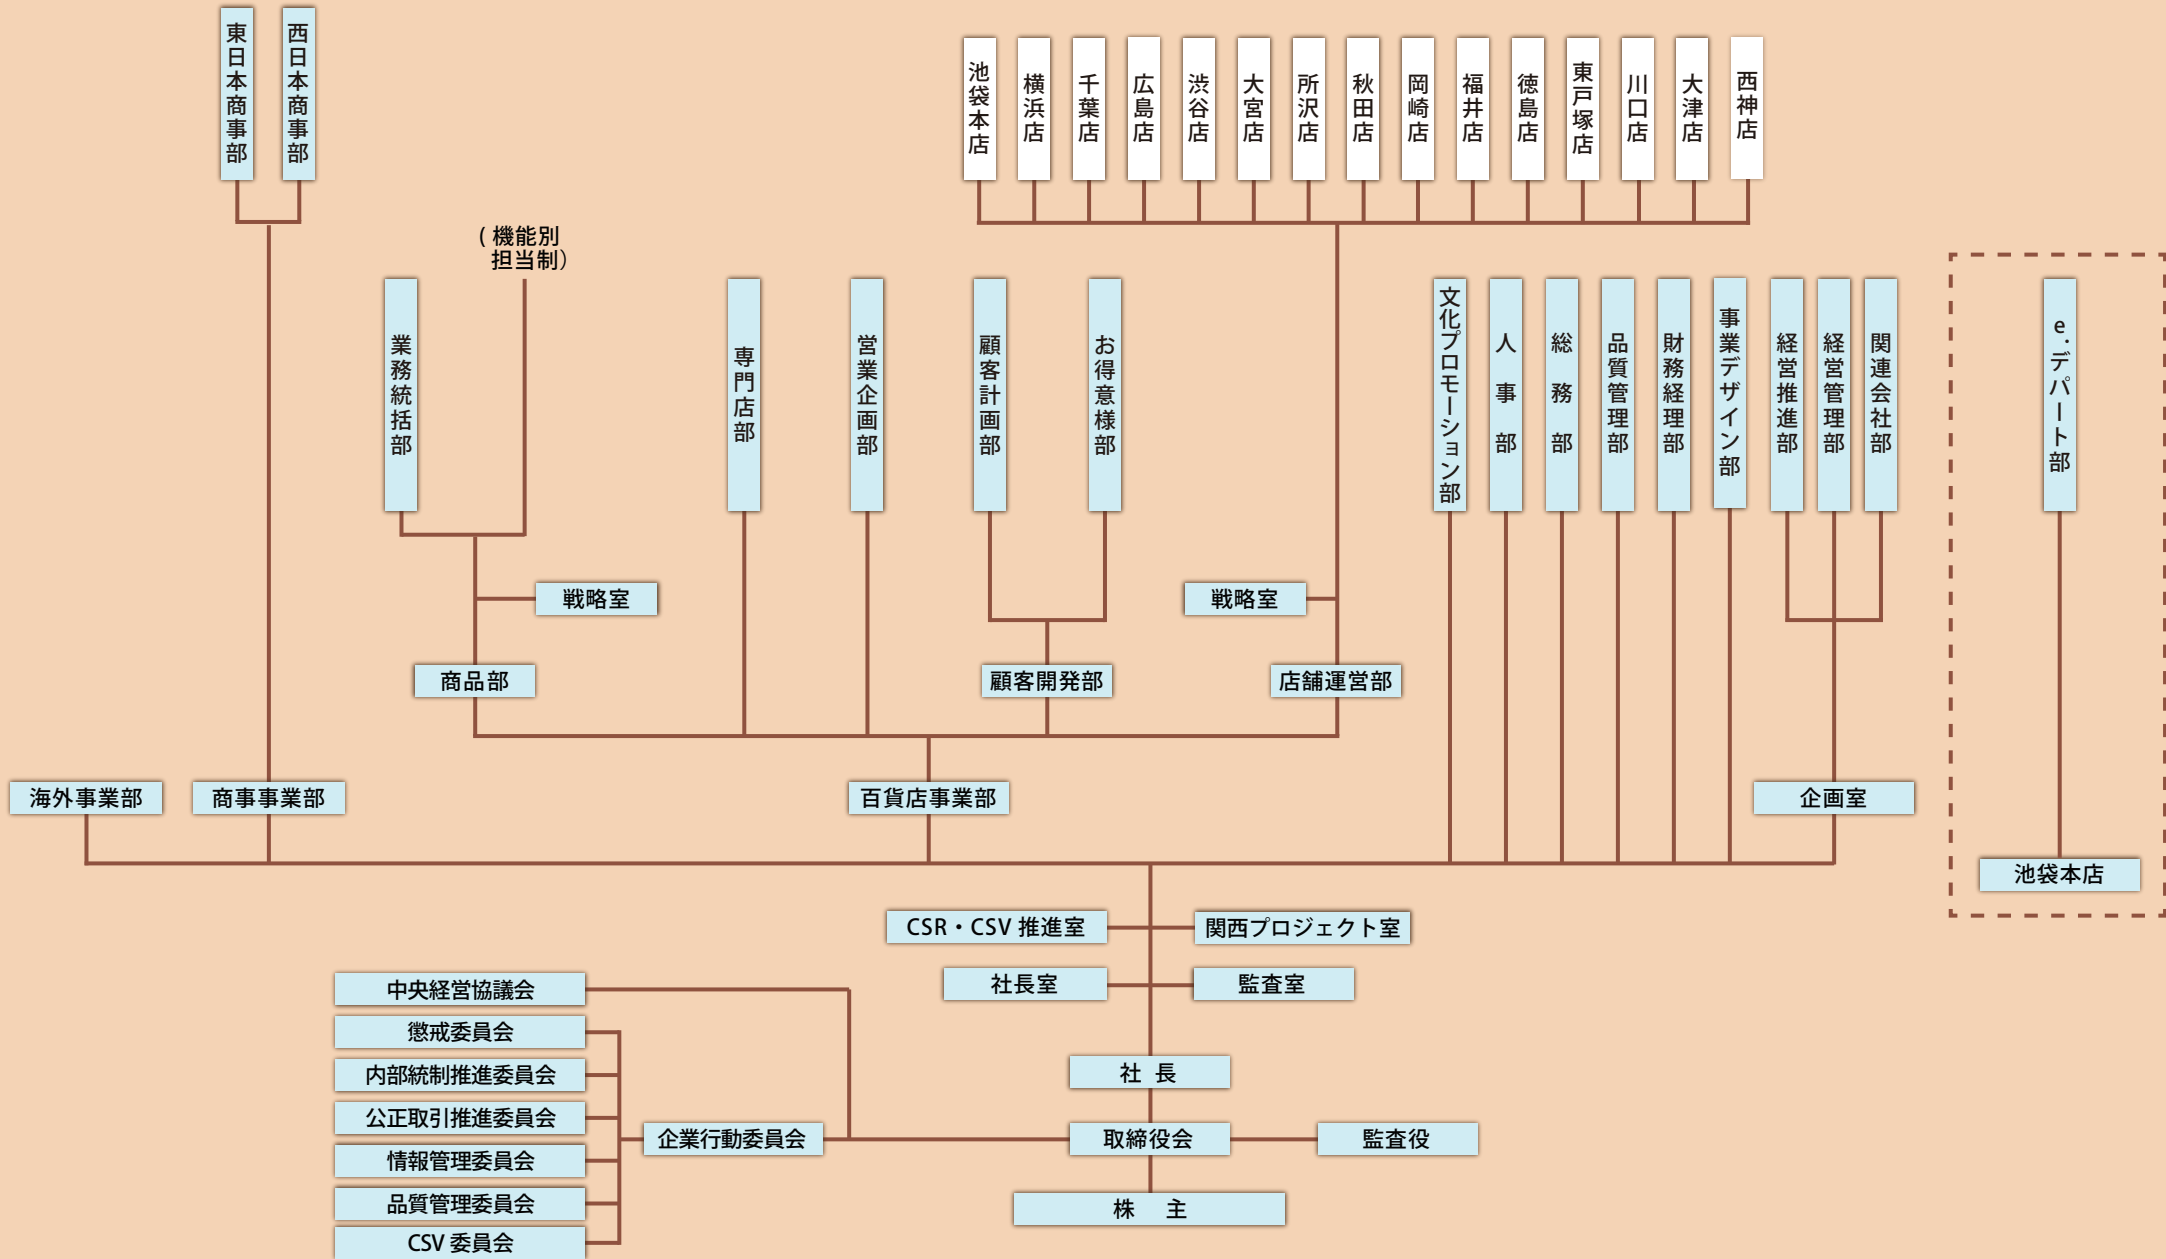 東日本商事部
西日本商事部
池袋本店
横浜店
千葉店
広島店
渋谷店
大宮店
所沢店
秋田店
岡崎店
福井店
徳島店
東戸塚店
川口店
大津店
西神店
(機能別
担当制）
業務統括部
専門店部
営業企画部
顧客計画部
お得意様部
文化プロモーション部
人事部
総務部
品質管理部
財務経理部
事業デザイン部
経営推進部
経営管理部
関連会社部
e.デパート部
戦略室
戦略室
商品部
顧客開発部
店舗運営部
海外事業部
商事事業部
百貨店事業部
企画室
池袋本店
CSR・CSV 推進室
関西プロジェクト室
社長室
監査室
中央経営協議会
懲戒委員会
内部統制推進委員会
公正取引推進委員会
情報管理委員会
品質管理委員会
CSV 委員会
企業行動委員会
社 長
取締役会
監査役
株 主